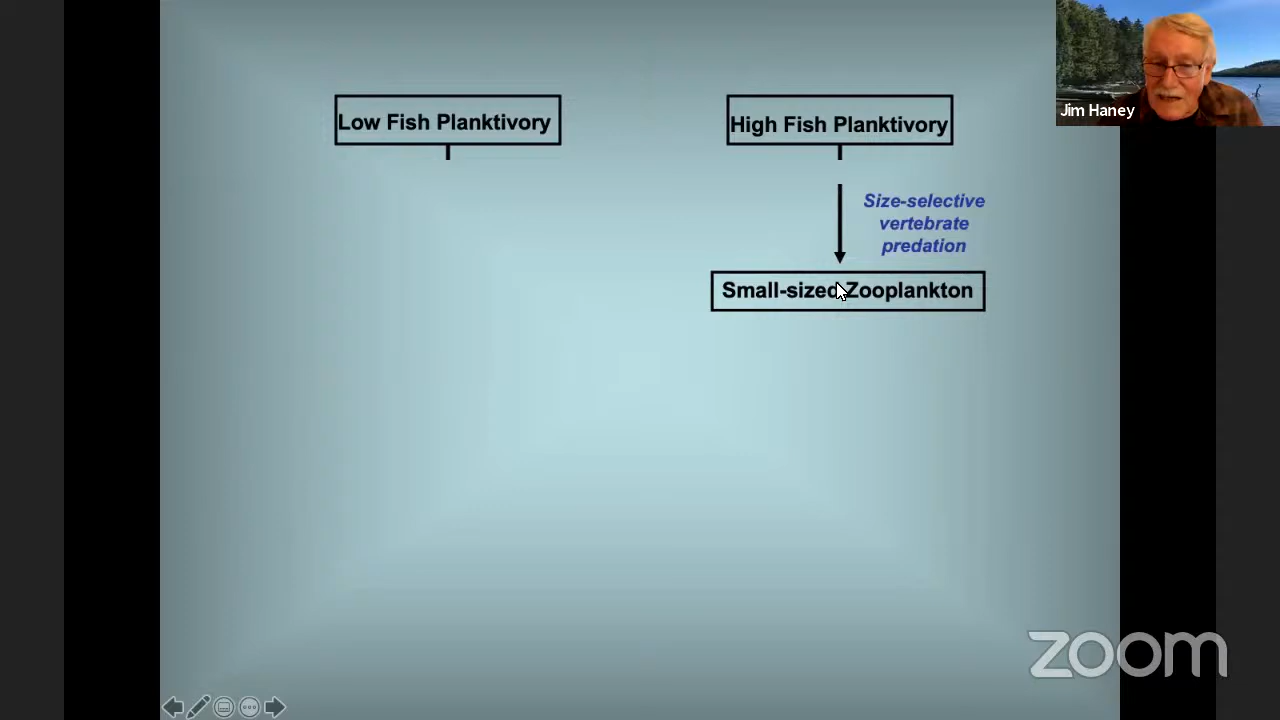 Low Fish Planktivory
High Fish Planktivory
Jim Haney
Size-selective
vertebrate
predation
Small-sized Zooplankton
zoom